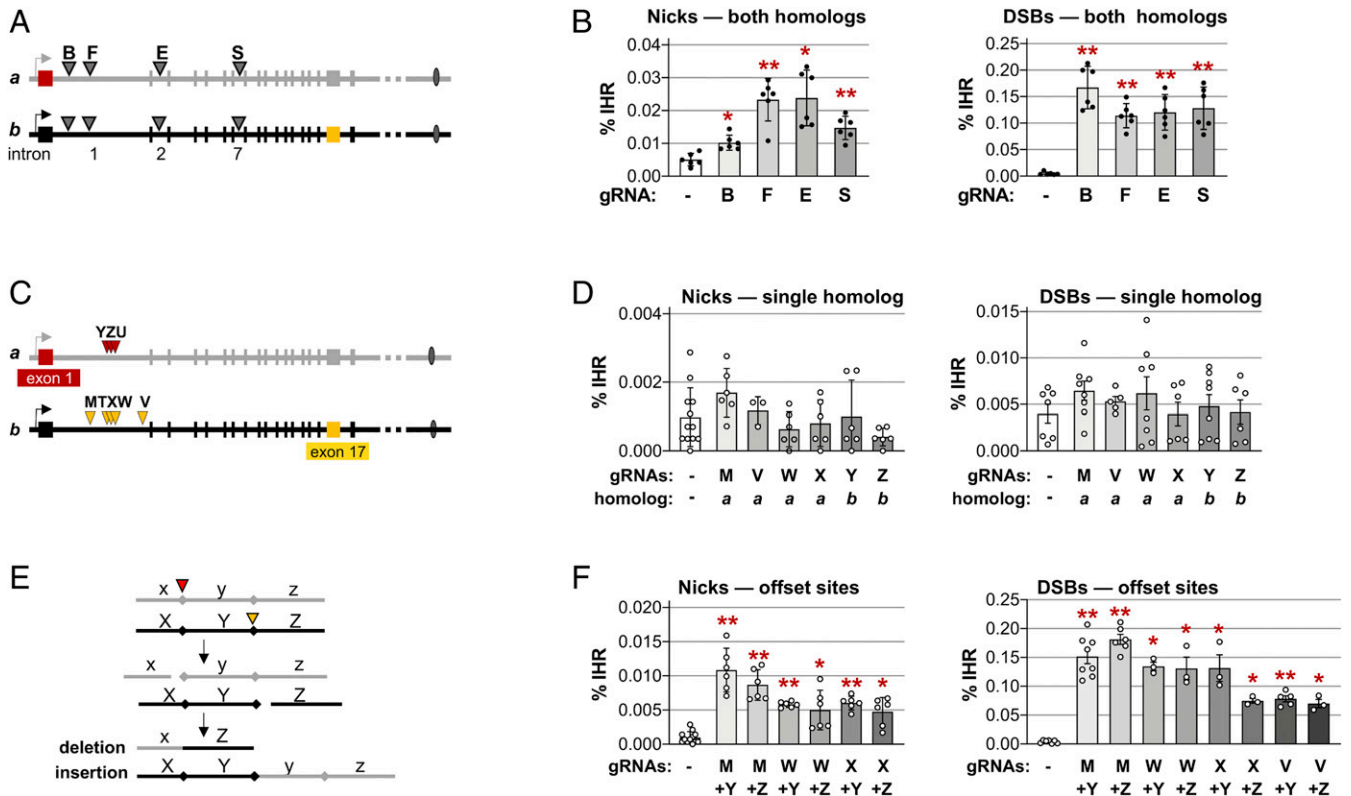 A
B F E S
a
b
intron 1 2 7
B
Nicks — both homologs
% IHR
0.04
0.03
0.02
0.01
0.00
* ** * **
gRNA: - B F E S
DSBs — both homologs
% IHR
0.25
0.20
0.15
0.10
0.05
0.00
** ** ** **
gRNA: - B F E S
C
YZU
a
exon 1
MTXW V
b
exon 17
D
Nicks — single homolog
% IHR
0.004
0.002
0.000
gRNAs: - M V W X Y Z
homolog: - a a a a b b
DSBs — single homolog
% IHR
0.015
0.010
0.005
0.000
gRNAs: - M V W X Y Z
homolog: - a a a a b b
E
x y z
X Y Z
x y z
X Y Z
x Z
deletion
insertion
X Y y z
F
Nicks — offset sites
% IHR
0.020
0.015
0.010
0.005
0.000
** ** ** * ** *
gRNAs: - M M W W X X
+Y +Z +Y +Z +Y +Z
DSBs — offset sites
% IHR
0.25
0.20
0.15
0.10
0.05
0.00
** ** * * * * ** *
gRNAs: - M M W W X X V V
+Y +Z +Y +Z +Y +Z +Y +Z